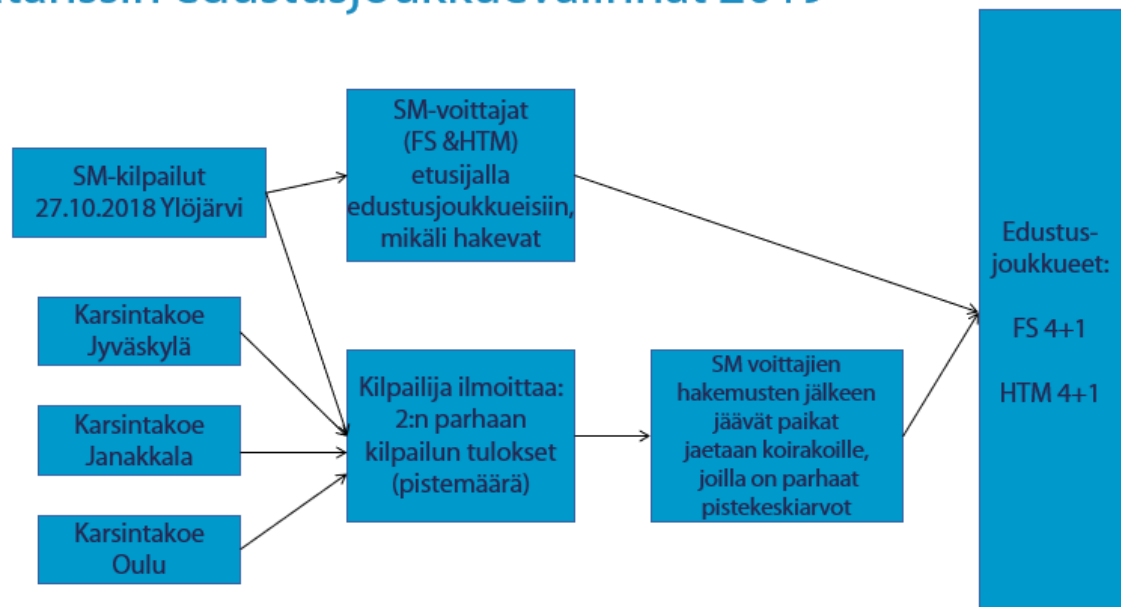 edustusjoukkuevalinnat 2019
SM-kilpailut
27.10.2018 Ylöjärvi
SM-voittajat
(FS &HTM)
etusijalla
edustusjoukkueisiin,
mikäli hakevat
Karsintakoe
Jyväskylä
Karsintakoe
Janakkala
Karsintakoe
Oulu
Kilpailija ilmoittaa:
2:n parhaan
kilpailun tulokset
(pistemäärä)
SM voittajien
hakemusten jälkeen
jäävät paikat
jaetaan koirakoille,
joilla on parhaat
pistekeskiarvot
Edustus-
joukkueet:
FS 4+1
HTM 4+1